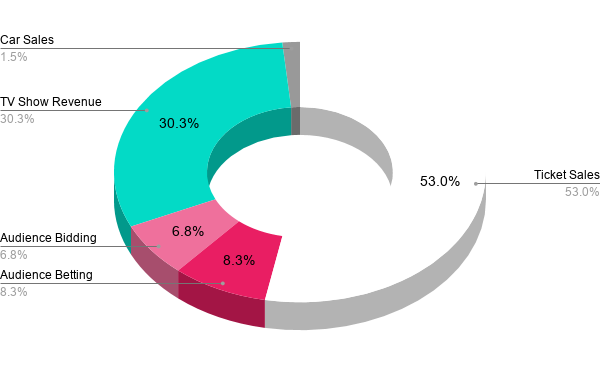 Car Sales
1.5%
TV Show Revenue
30.3%
30.3%
53.0%
Ticket Sales
53.0%
6.8%
Audience Bidding
6.8%
8.3%
Audience Betting
8.3%